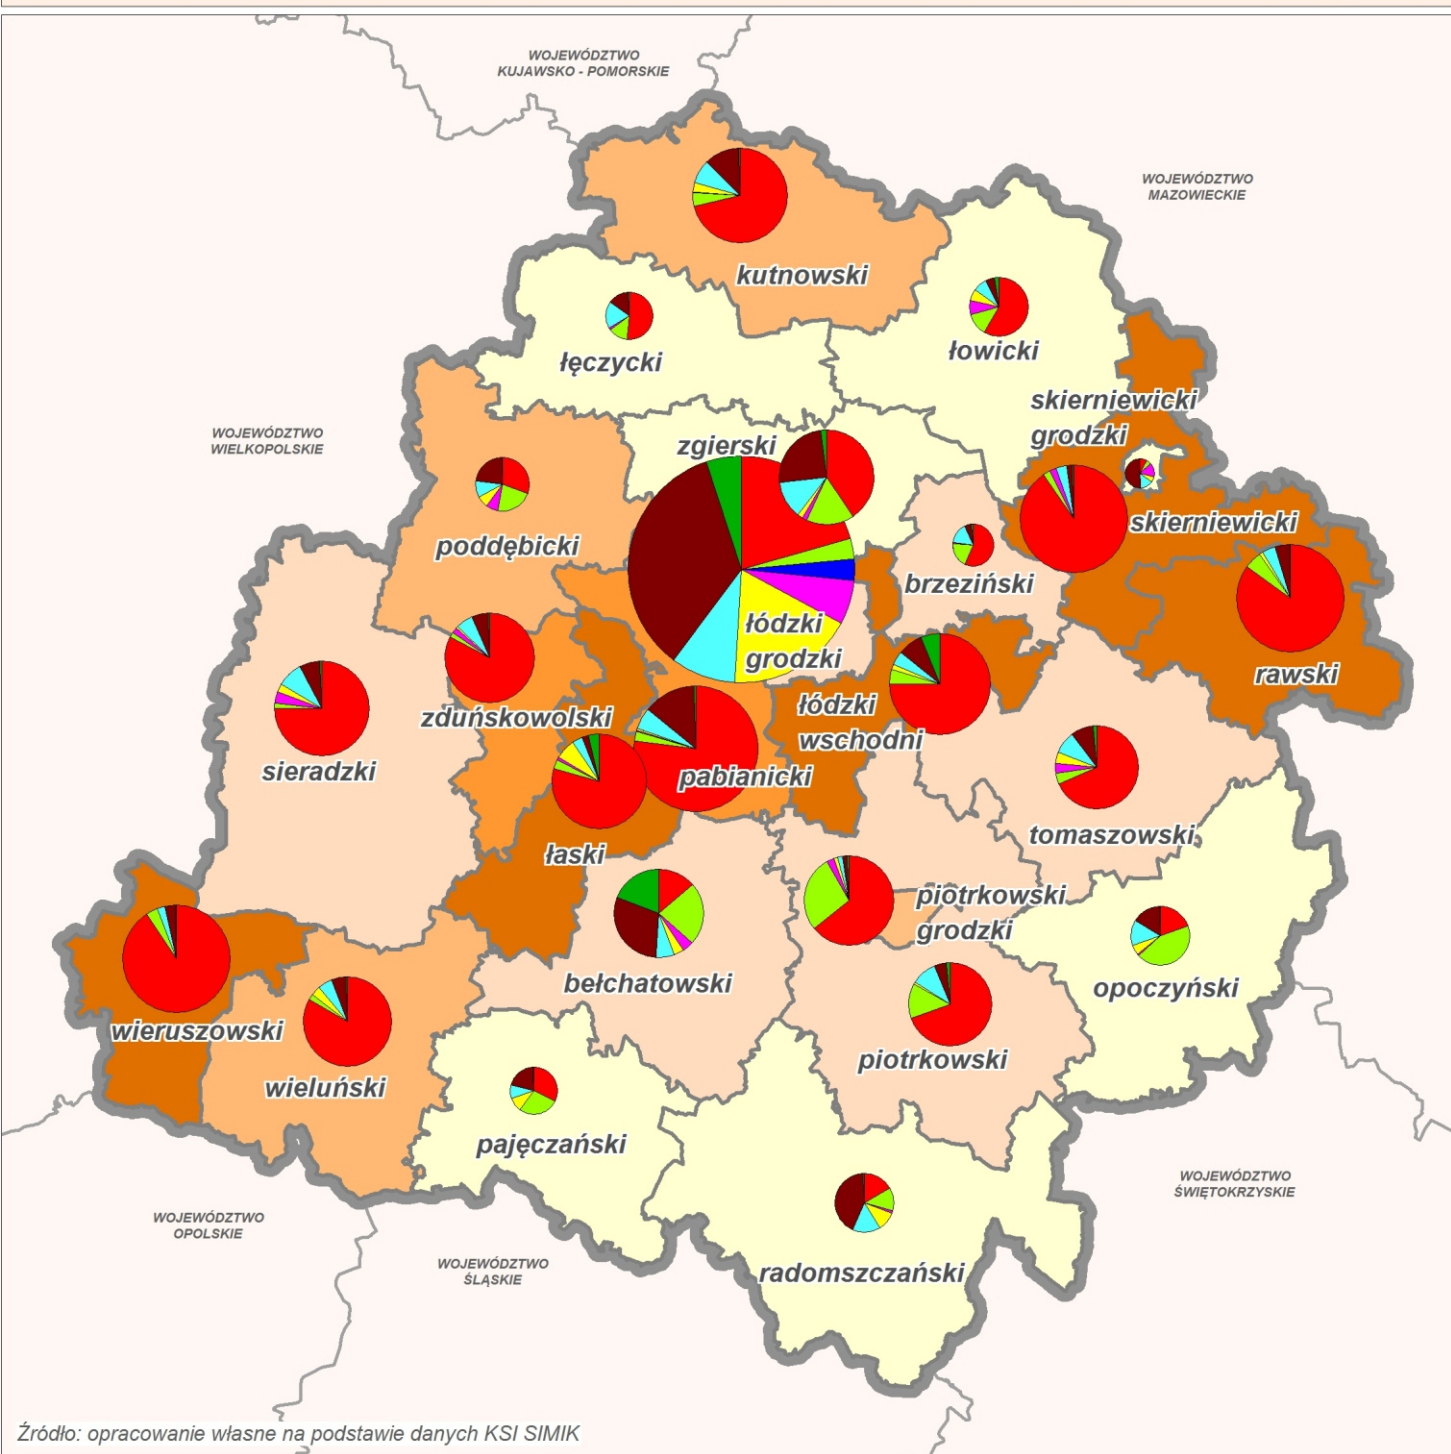 WOJEWÓDZTWO
KUJAWSKO - POMORSKIE
WOJEWÓDZTWO
MAZOWIECKIE
kutnowski
łęczycki
łowicki
skierniewicki
grodzki
WOJEWÓDZTWO
WIELKOPOLSKIE
zgierski
skierniewicki
poddębicki
brzeziński
łódzki
grodzki
rawski
zduńskowolski
łódzki
wschodni
sieradzki
pabianicki
tomaszowski
łaski
piotrkowski
grodzki
bełchatowski
opoczyński
wieruszowski
piotrkowski
wieluński
pajęczański
WOJEWÓDZTWO
ŚWIĘTOKRZYSKIE
WOJEWÓDZTWO
OPOLSKIE
WOJEWÓDZTWO
ŚLĄSKIE
radomszczański
Źródło: opracowanie własne na podstawie danych KSI SIMIK